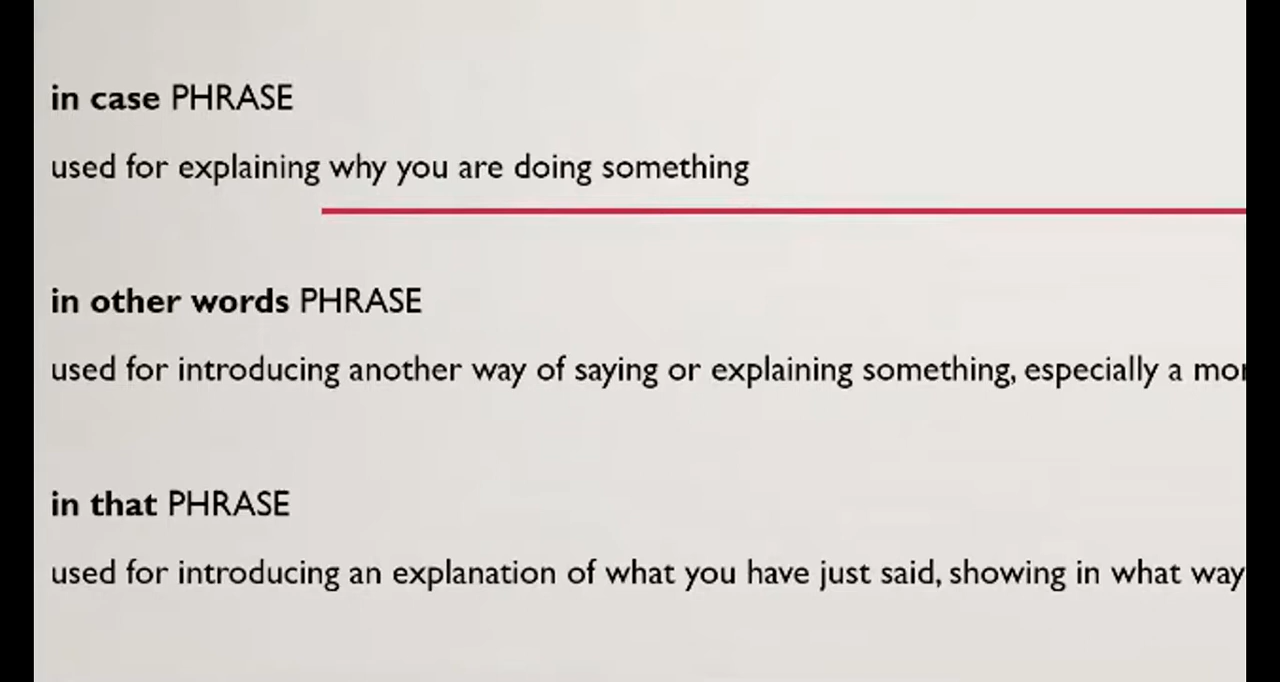 in case PHRASE
used for explaining why you are doing something
in other words PHRASE
used for introducing another way of saying or explaining something, especially a
in that PHRASE
used for introducing an explanation of what you have just said, showing in what way